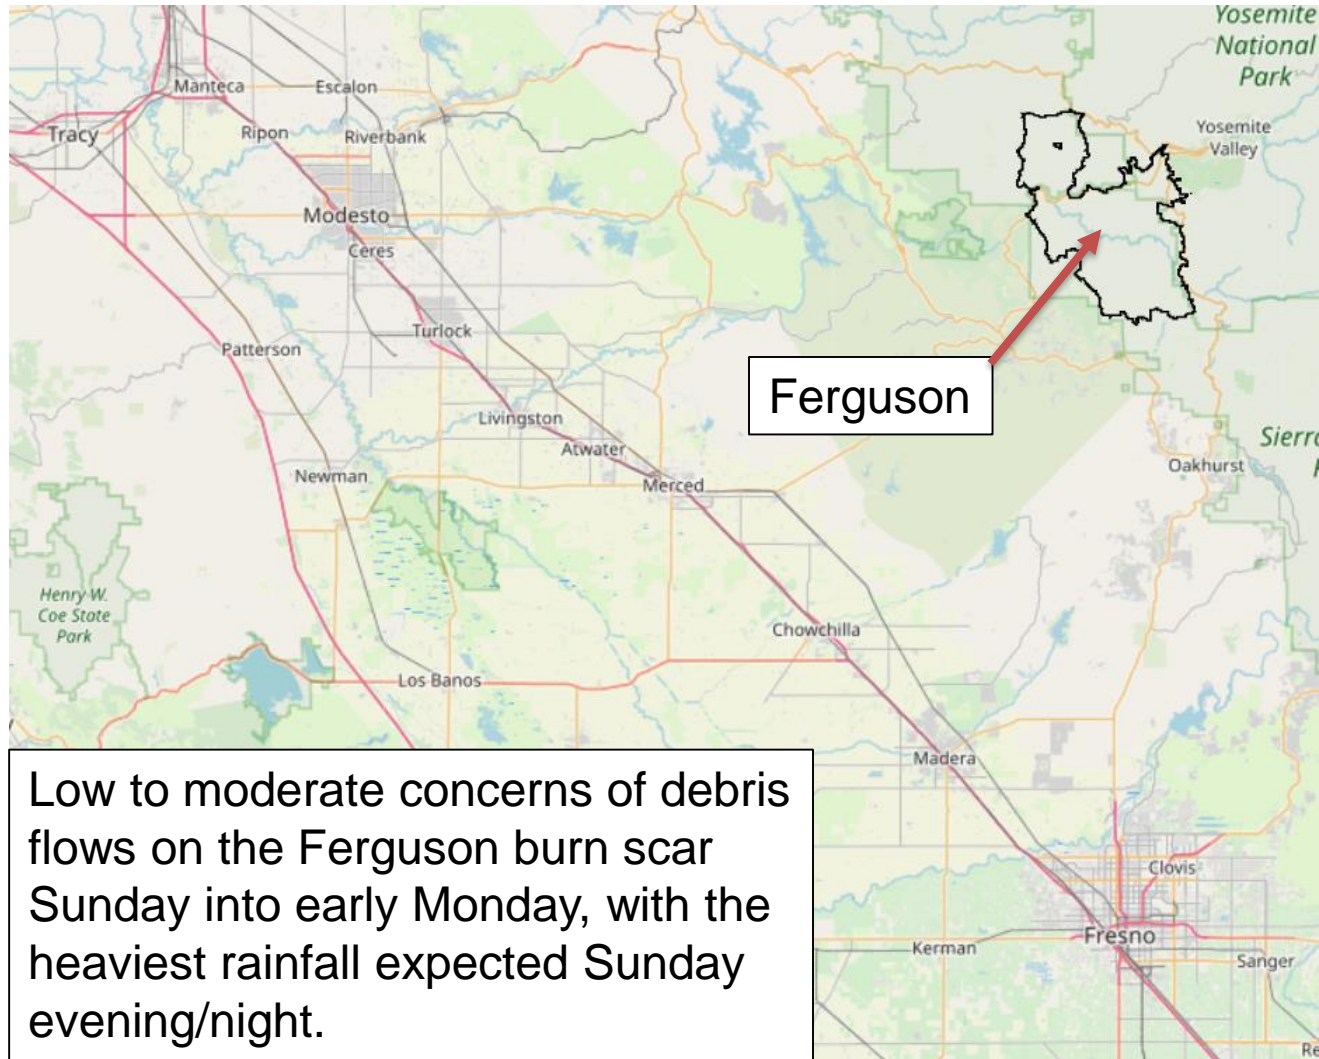 Yosemite
National
Park
Manteca
Escalon
Tracy
Ripon
Riverbank
Yosemite
Valley
Modesto
Ceres
Turlock
Patterson
Ferguson
Livingston
Atwater
Sierra
Oakhurst
Newman
Merced
Henry W.
Coe State
Park
Chowchilla
Los Banos
Madera
Low to moderate concerns of debris
flows on the Ferguson burn scar
Sunday into early Monday, with the
heaviest rainfall expected Sunday
evening/night.
Clovis
Fresno
Kerman
Sanger